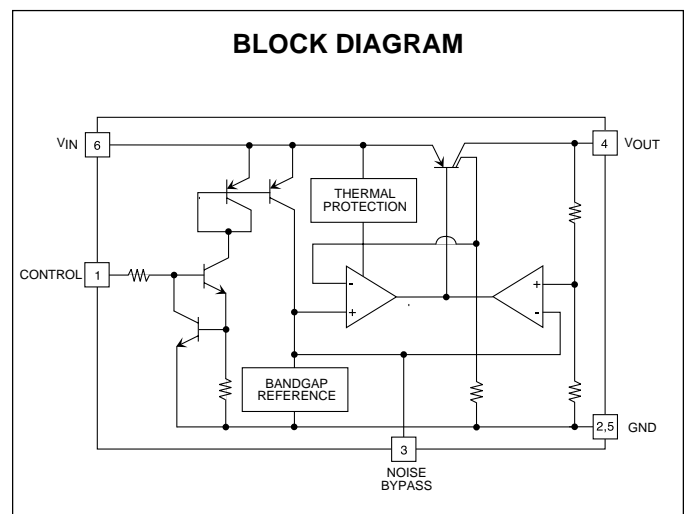 BLOCK DIAGRAM
VIN
6
4
VOUT
THERMAL
PROTECTION
CONTROL
1
-
+
+
-
BANDGAP
REFERENCE
2,5
GND
3
NOISE
BYPASS